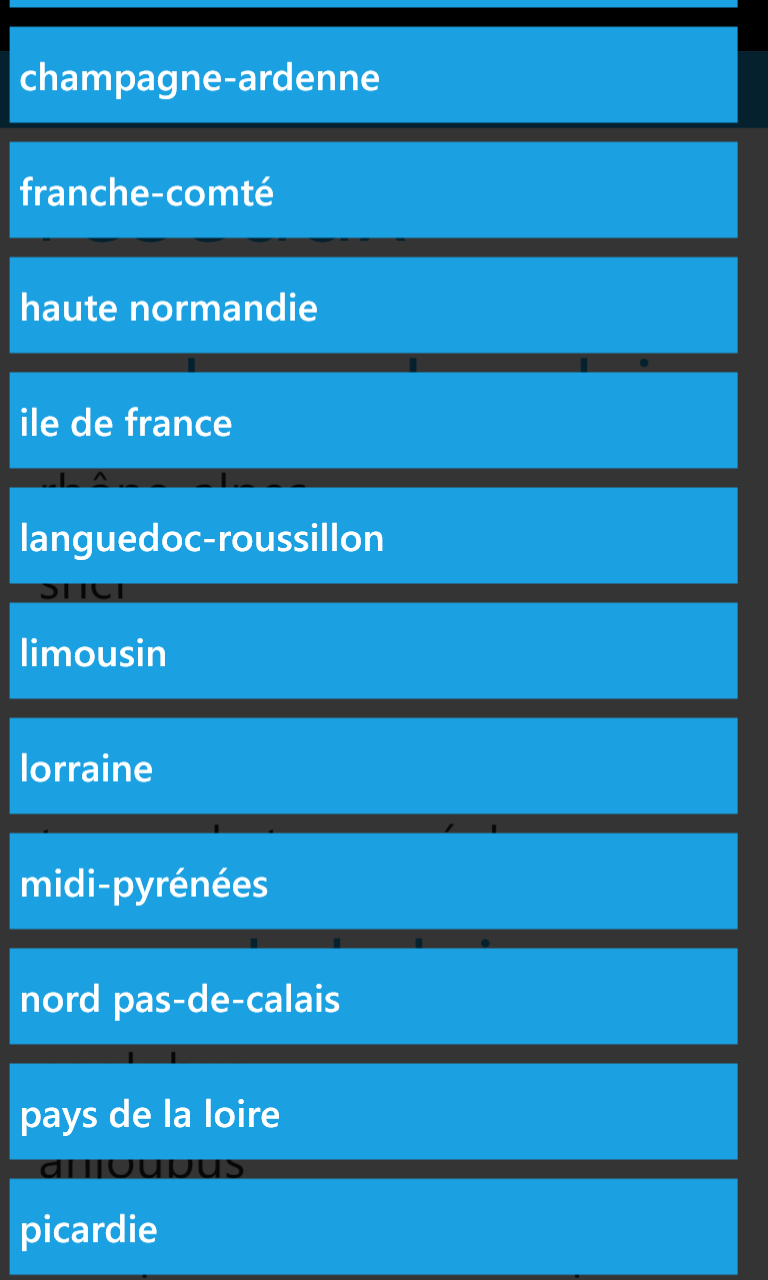 champagne-ardenne
franche-comté
haute normandie
ile de france
languedoc-roussillon
limousin
lorraine
midi-pyrénées
nord pas-de-calais
pays de la loire
picardie